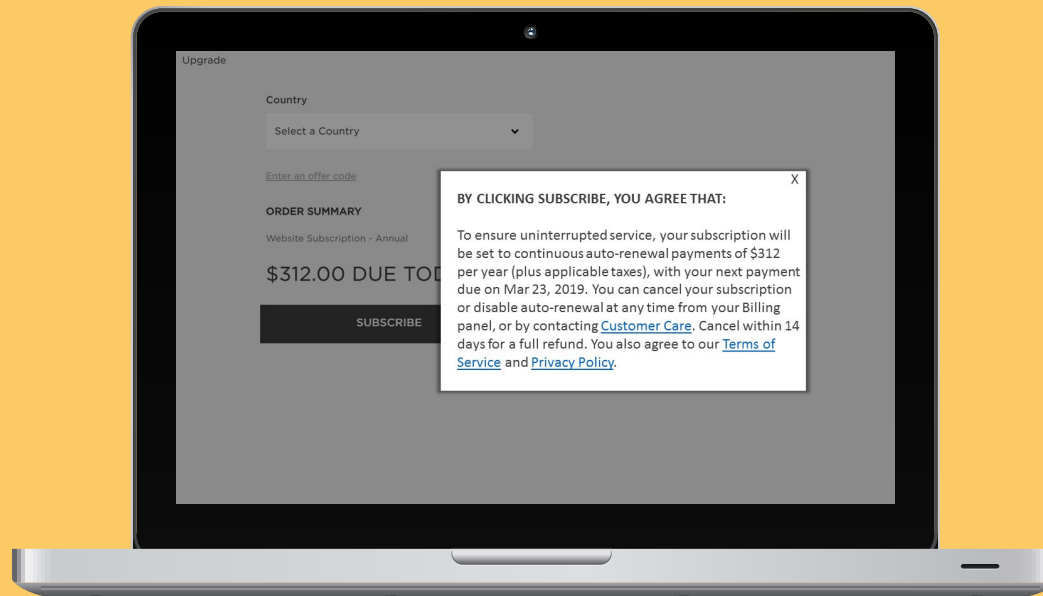 Upgrade
Country
Select a Country
Enter an offer code
ORDER SUMMARY
Website Subscription - Annual
$312.00 DUE
SUBSCRIBE
X
BY CLICKING SUBSCRIBE, YOU AGREE THAT:
To ensure uninterrupted service, your subscription will
be set to continuous auto-renewal payments of $312
per year (plus applicable taxes), with your next payment
due on Mar 23, 2019. You can cancel your subscription
or disable auto-renewal at any time from your Billing
panel, or by contacting Customer Care. Cancel within 14
days for a full refund. You also agree to our Terms of
Service and Privacy Policy.